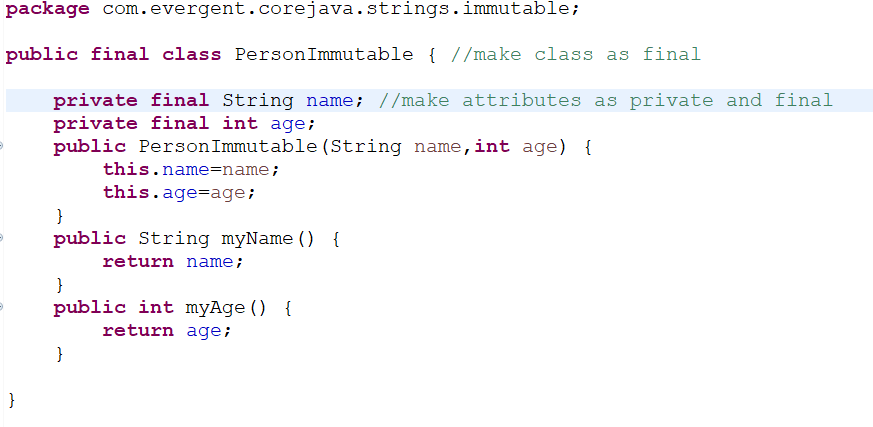 package com.evergent.corejava.strings.immutable;
public final class PersonImmutable { //make class as final
private final String name; //make attributes as private and final
private final int age;
public PersonImmutable(String name,int age) {
this.name=name;
this.age=age;
}
public String myName() {
return name;
}
public int myAge() {
return age;
}
}